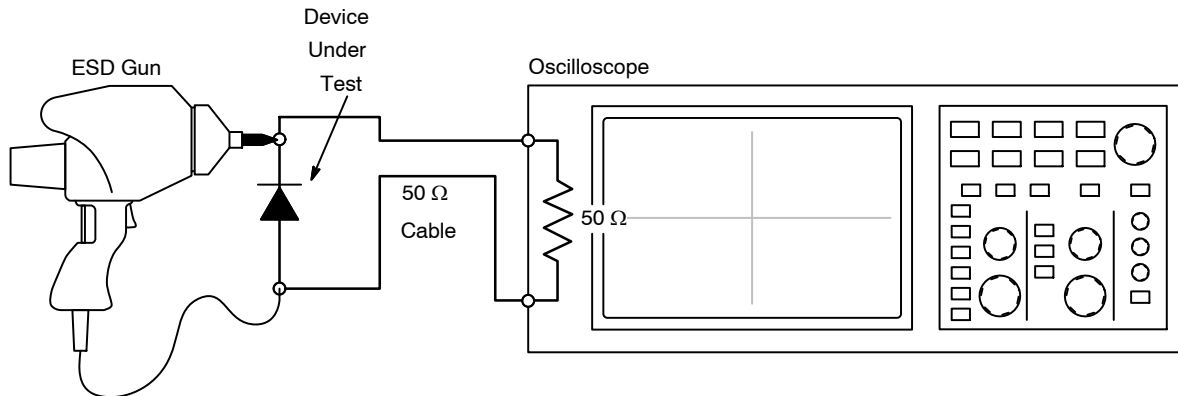 Device
Under
Test
ESD Gun
Oscilloscope
50 Ω
Cable
50 Ω